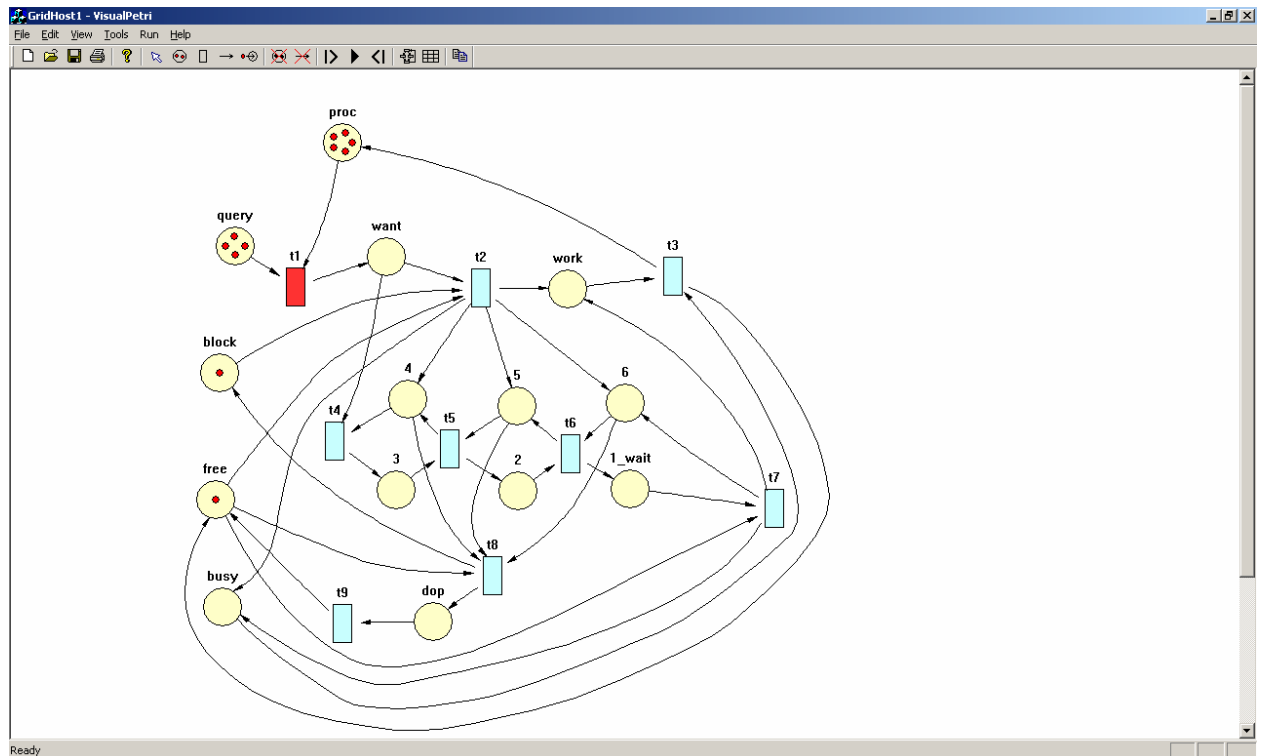 GridHost1 - VisualPetri
File Edit View Tools Run Help
proc
query
want
t1
t2
work
t3
block
4
5
6
t4
t5
t6
3
2
1_wait
free
t7
t8
busy
t9
dop
Ready